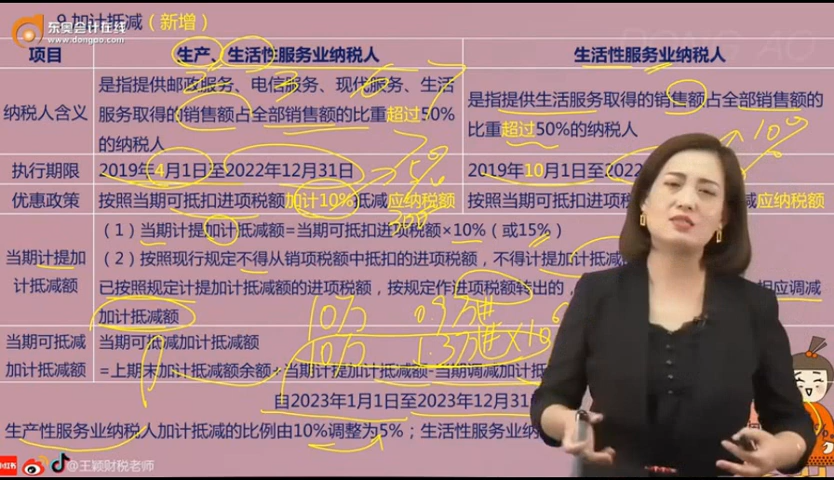 9.加计抵减（新增）
东奥会计在线
www.dongao.com
DONG AO
项目 生产、生活性服务业纳税人 生活性服务业纳税人
纳税人含义
是指提供邮政服务、电信服务、现代服务、生活
服务取得的销售额占全部销售额的比重超过50%
的纳税人
是指提供生活服务取得的销售额占全部销售额的
比重超过50%的纳税人
执行期限 2019年4月1日至2022年12月31日 2019年10月1日至2022
优惠政策 按照当期可抵扣进项税额加计10%抵减应纳税额 按照当期可抵扣进项税额 减应纳税额
当期计提加
计抵减额
（1）当期计提加计抵减额=当期可抵扣进项税额×10%（或15%）
（2）按照现行规定不得从销项税额中抵扣的进项税额，不得计提加计抵减
已按照规定计提加计抵减额的进项税额，按规定作进项税额转出的， 相应调减
加计抵减额
当期可抵减
加计抵减额
当期可抵减加计抵减额
=上期末加计抵减额余额+当期计提加计抵减额-当期调减加计抵
自2023年1月1日至2023年12月31
生产性服务业纳税人加计抵减的比例由10%调整为5%；生活性服务业纳
小红书
@王颖财税老师